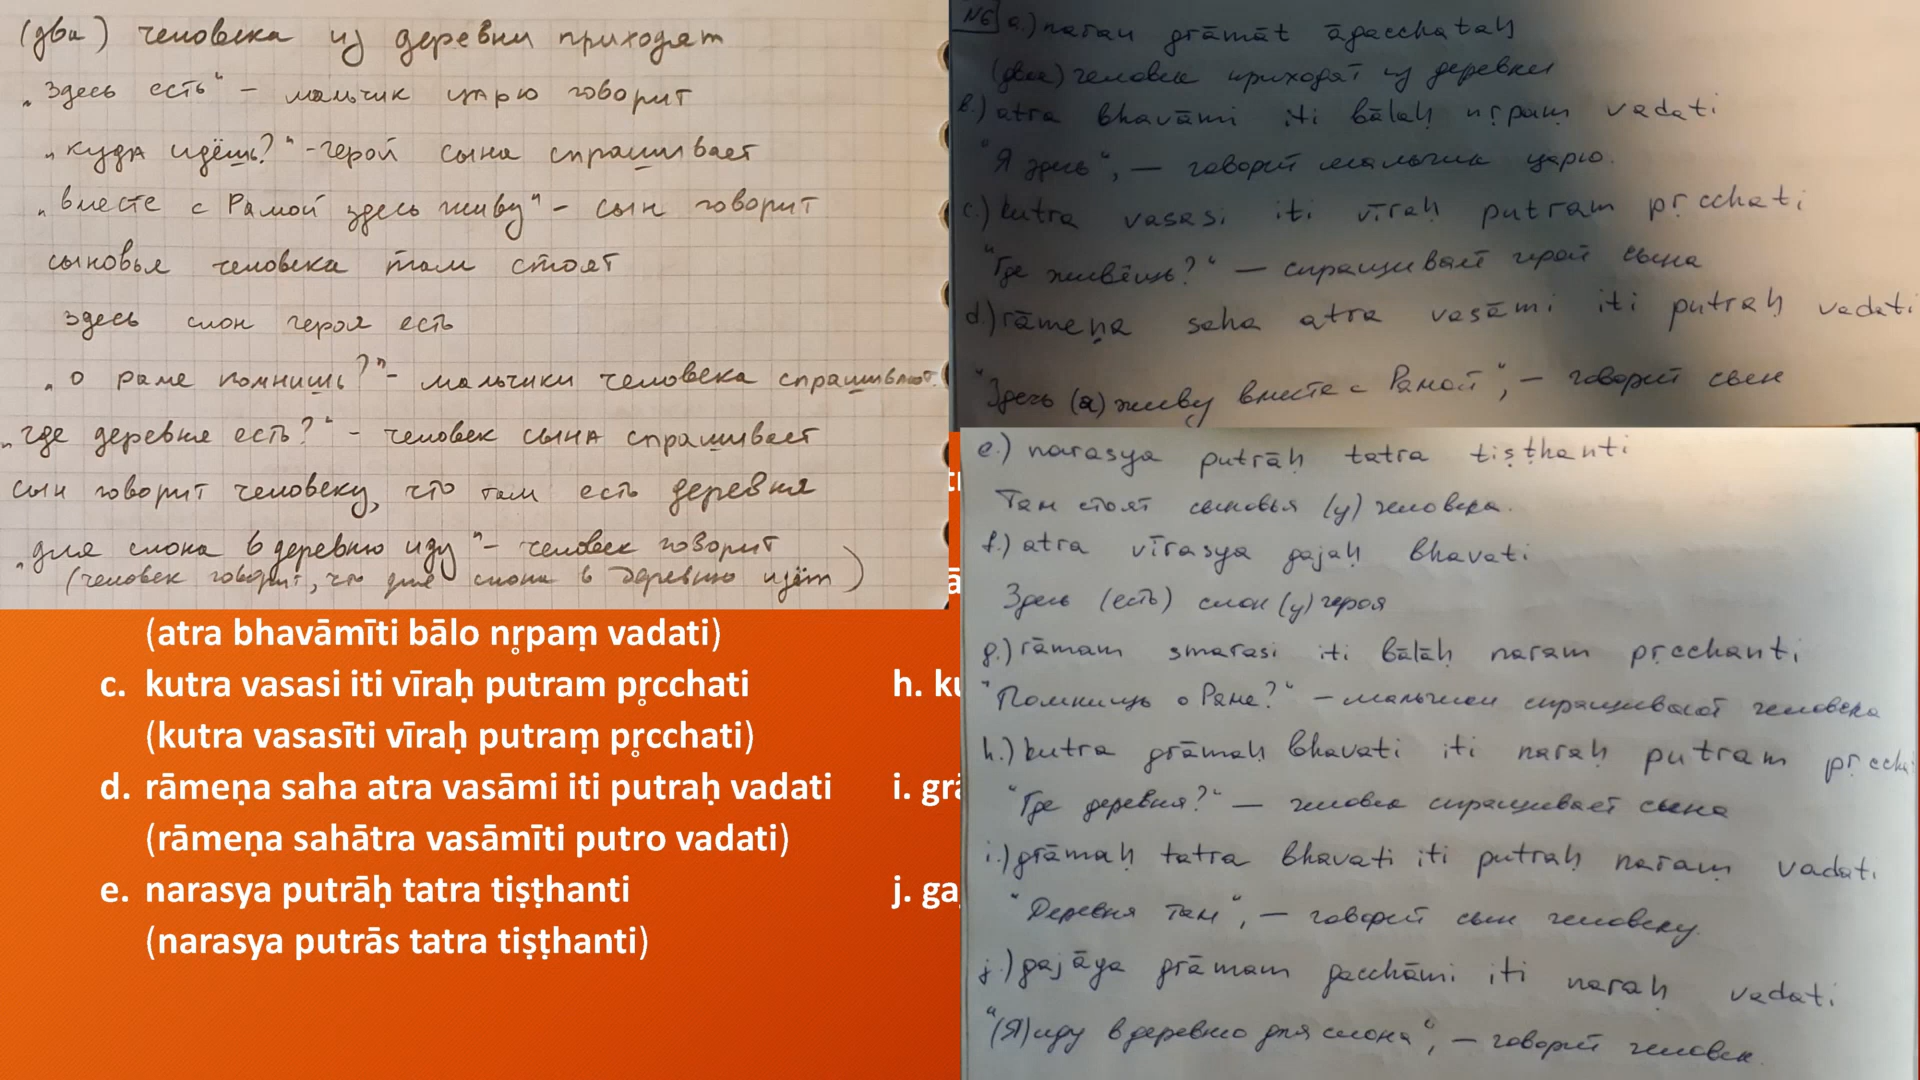 (два) человека из деревни приходят
„здесь есть" – мальчик царю говорит
„куда идёшь?" -герой сына спрашивает
„вместе с Рамой здесь живу" – сын говорит
сыновья человека там стоят
здесь слон героя есть
„о раме помнишь?"- мальчики человека спрашивают.
„где деревня есть?" – человек сына спрашивает
сын говорит человеку, что там есть деревня
„для слона в деревню иду"– человек говорит
(человек говорит, что для слона в деревню идёт)
(atra bhavāmīti bālo nr̥paṃ vadati)
c. kutra vasasi iti vīraḥ putram pr̥cchati
(kutra vasasīti vīraḥ putraṃ pr̥cchati)
d. rāmeṇa saha atra vasāmi iti putraḥ vadati
(rāmeṇa sahātra vasāmīti putro vadati)
e. narasya putrāḥ tatra tiṣṭhanti
(narasya putrās tatra tiṣṭhanti)
h. ku
i. grā
j. ga
№6 a.) narau grāmāt āgacchataḥ
(два) человек приходят из деревни
b.) atra bhavāmi iti bālaḥ nṛpaṃ vadati
"Я здесь", — говорит мальчик царю.
c.) kutra vasasi iti vīraḥ putram pṛcchati
"Где живёшь?" — спрашивает герой сына
d.) rāmeṇa saha atra vasāmi iti putraḥ vadati
"Здесь (я) живу вместе с Рамой", — говорит сын
e.) narasya putrāḥ tatra tiṣṭhanti
Там стоят сыновья (у) человека.
f.) atra vīrasya gajaḥ bhavati
Здесь (есть) слон (у) героя
g.) rāmam smarasi iti bālāḥ naram pṛcchanti
"Помнишь о Раме?" — мальчики спрашивают человека
h.) kutra grāmaḥ bhavati iti naraḥ putram pṛccha
"Где деревня?" — человек спрашивает сына
i.) grāmaḥ tatra bhavati iti putraḥ naraṃ vadati
"Деревня там", — говорит сын человеку.
j.) gajāya grāmam gacchāmi iti naraḥ vadati
"(Я) иду в деревню для слона", — говорит человек.